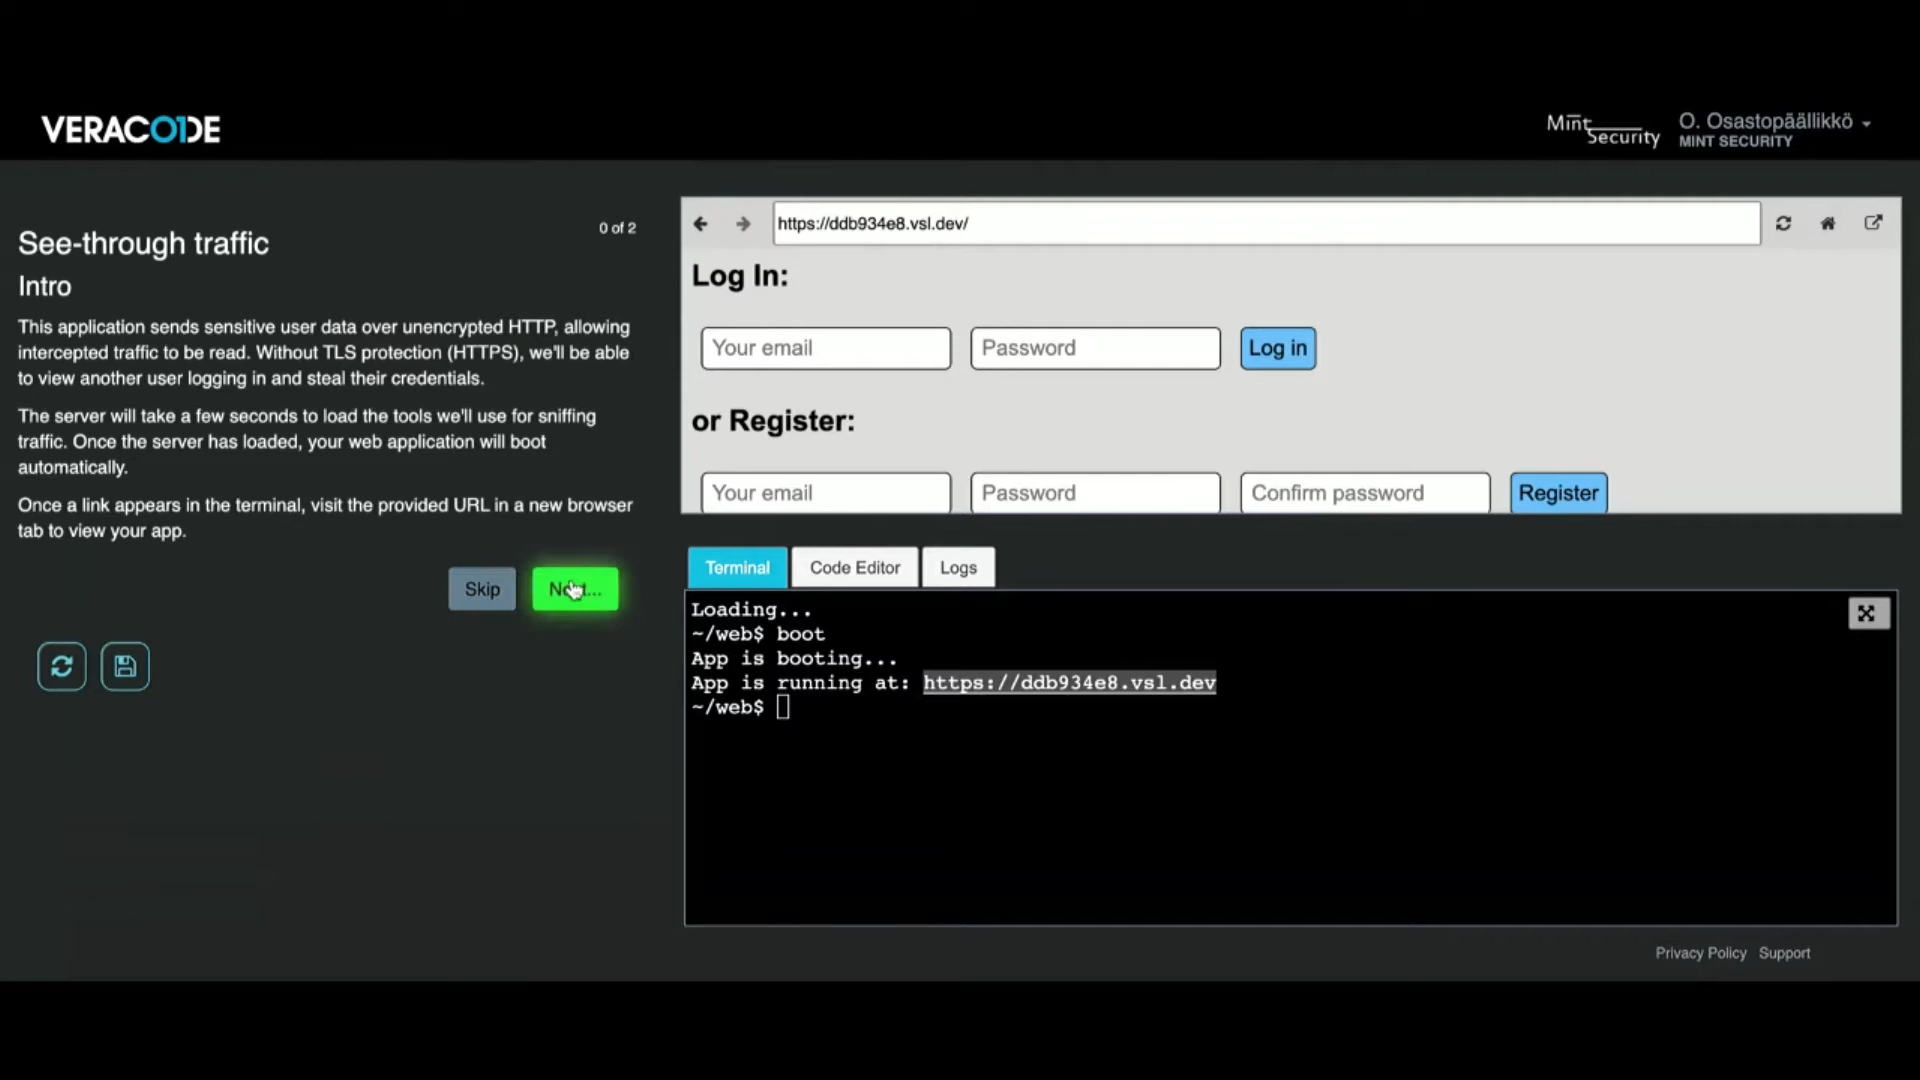 VERACODE
Mint Security
O. Osastopäällikkö
MINT SECURITY
See-through traffic
0 of 2
Intro
This application sends sensitive user data over unencrypted HTTP, allowing
intercepted traffic to be read. Without TLS protection (HTTPS), we'll be able
to view another user logging in and steal their credentials.
The server will take a few seconds to load the tools we'll use for sniffing
traffic. Once the server has loaded, your web application will boot
automatically.
Once a link appears in the terminal, visit the provided URL in a new browser
tab to view your app.
Skip
https://ddb934e8.vsl.dev/
Log In:
Your email Password Log in
or Register:
Your email Password Confirm password Register
Terminal Code Editor Logs
Loading...
~/web$ boot
App is booting...
App is running at: https://ddb934e8.vsl.dev
~/web$
Privacy Policy Support